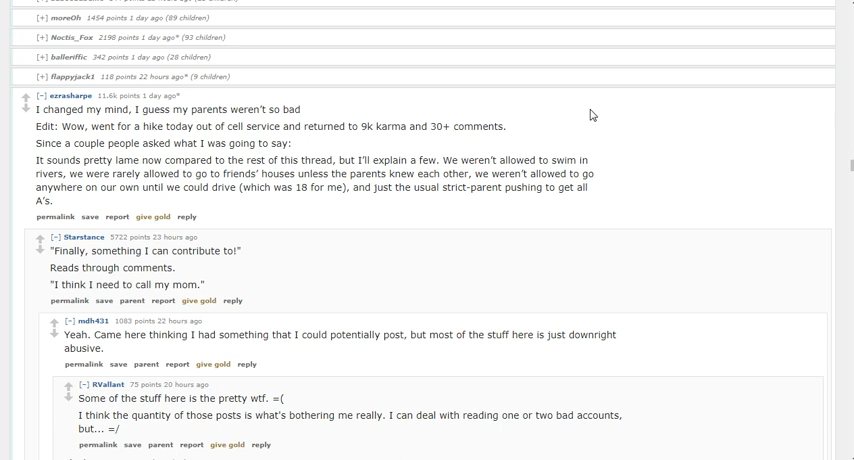 [+] moreOh 1454 points 1 day ago (89 children)
[+] Noctis_Fox 2198 points 1 day ago* (93 children)
[+] balleriffic 342 points 1 day ago (28 children)
[+] flappyjack1 118 points 22 hours ago* (9 children)
[–] ezrasharpe 11.6k points 1 day ago*
I changed my mind, I guess my parents weren't so bad
Edit: Wow, went for a hike today out of cell service and returned to 9k karma and 30+ comments.
Since a couple people asked what I was going to say:
It sounds pretty lame now compared to the rest of this thread, but I'll explain a few. We weren't allowed to swim in
rivers, we were rarely allowed to go to friends' houses unless the parents knew each other, we weren't allowed to go
anywhere on our own until we could drive (which was 18 for me), and just the usual strict-parent pushing to get all
A's.
permalink save report give gold reply
[–] Starstance 5722 points 23 hours ago
"Finally, something I can contribute to!"
Reads through comments.
"I think I need to call my mom."
permalink save parent report give gold reply
[–] mdh431 1083 points 22 hours ago
Yeah. Came here thinking I had something that I could potentially post, but most of the stuff here is just downright
abusive.
permalink save parent report give gold reply
[–] RVallant 75 points 20 hours ago
Some of the stuff here is the pretty wtf. =(
I think the quantity of those posts is what's bothering me really. I can deal with reading one or two bad accounts,
but... =/
permalink save parent report give gold reply